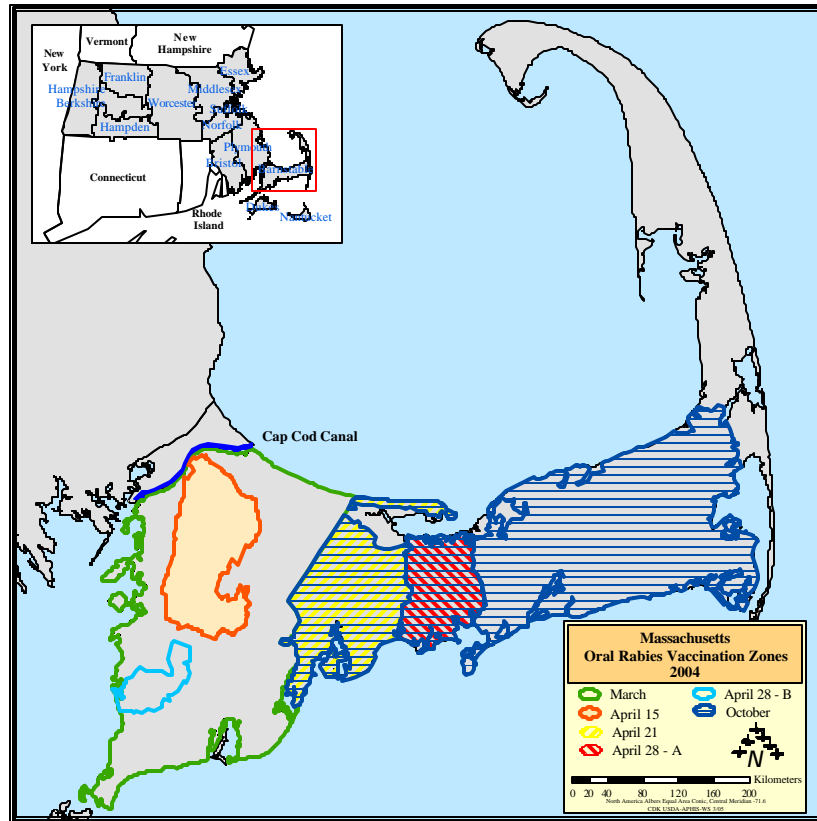 Vermont
New
Hampshire
New
York
Essex
Franklin
Hampshire
Middlesex
Berkshire
Worcester
Suffolk
Hampden
Norfolk
Plymouth
Bristol
Barnstable
Connecticut
Rhode
Island
Dukes
Nantucket
Cap Cod Canal
Massachusetts
Oral Rabies Vaccination Zones
2004
March
April 15
April 21
April 28 - A
April 28 - B
October
N
0 20 40 80 120 160 200 Kilometers
North America Albers Equal Area Conic, Central Meridian -71.6
CDK USDA-APHIS-WS 3/05